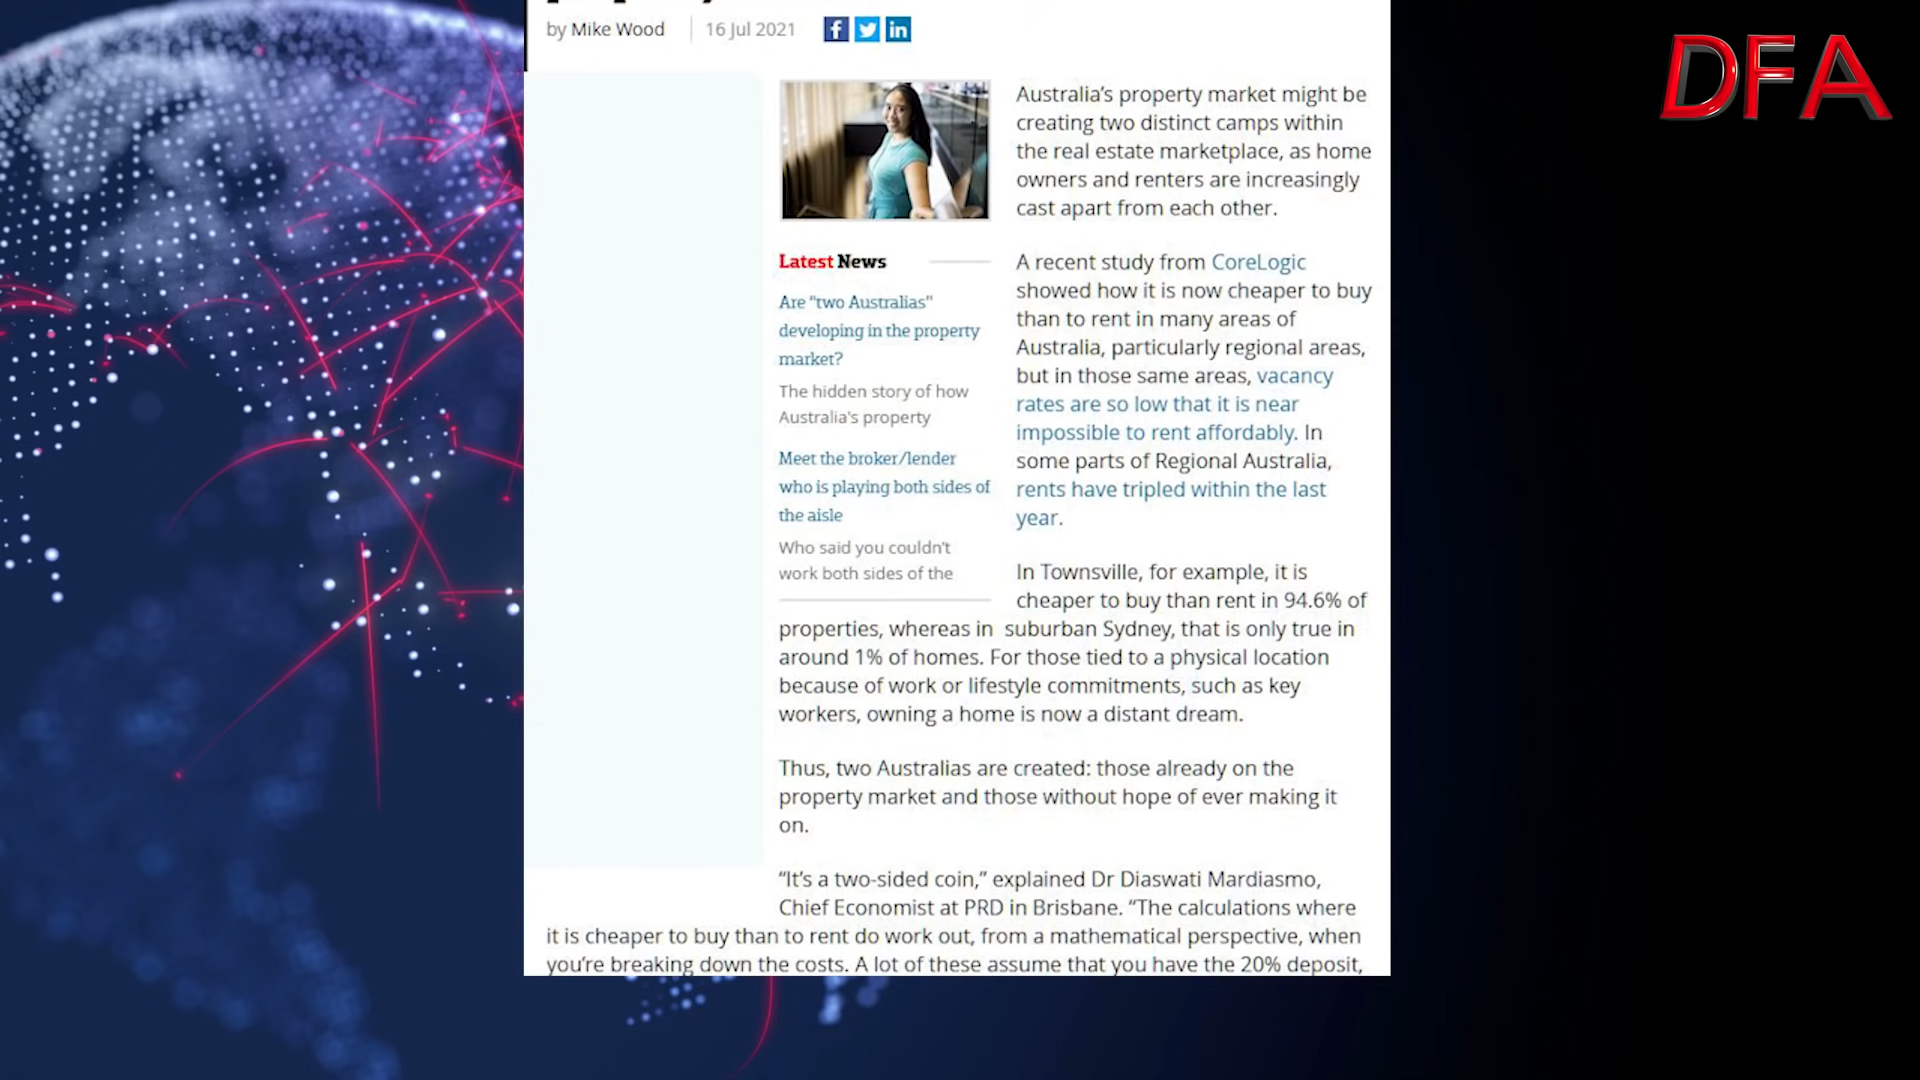 by Mike Wood 16 Jul 2021
DFA
Australia’s property market might be
creating two distinct camps within
the real estate marketplace, as home
owners and renters are increasingly
cast apart from each other.
Latest News
Are "two Australias"
developing in the property
market?
The hidden story of how
Australia's property
Meet the broker/lender
who is playing both sides of
the aisle
Who said you couldn't
work both sides of the
A recent study from CoreLogic
showed how it is now cheaper to buy
than to rent in many areas of
Australia, particularly regional areas,
but in those same areas, vacancy
rates are so low that it is near
impossible to rent affordably. In
some parts of Regional Australia,
rents have tripled within the last
year.
In Townsville, for example, it is
cheaper to buy than rent in 94.6% of
properties, whereas in suburban Sydney, that is only true in
around 1% of homes. For those tied to a physical location
because of work or lifestyle commitments, such as key
workers, owning a home is now a distant dream.
Thus, two Australias are created: those already on the
property market and those without hope of ever making it
on.
“It’s a two-sided coin,” explained Dr Diaswati Mardiasmo,
Chief Economist at PRD in Brisbane. “The calculations where
it is cheaper to buy than to rent do work out, from a mathematical perspective, when
you’re breaking down the costs. A lot of these assume that you have the 20% deposit,